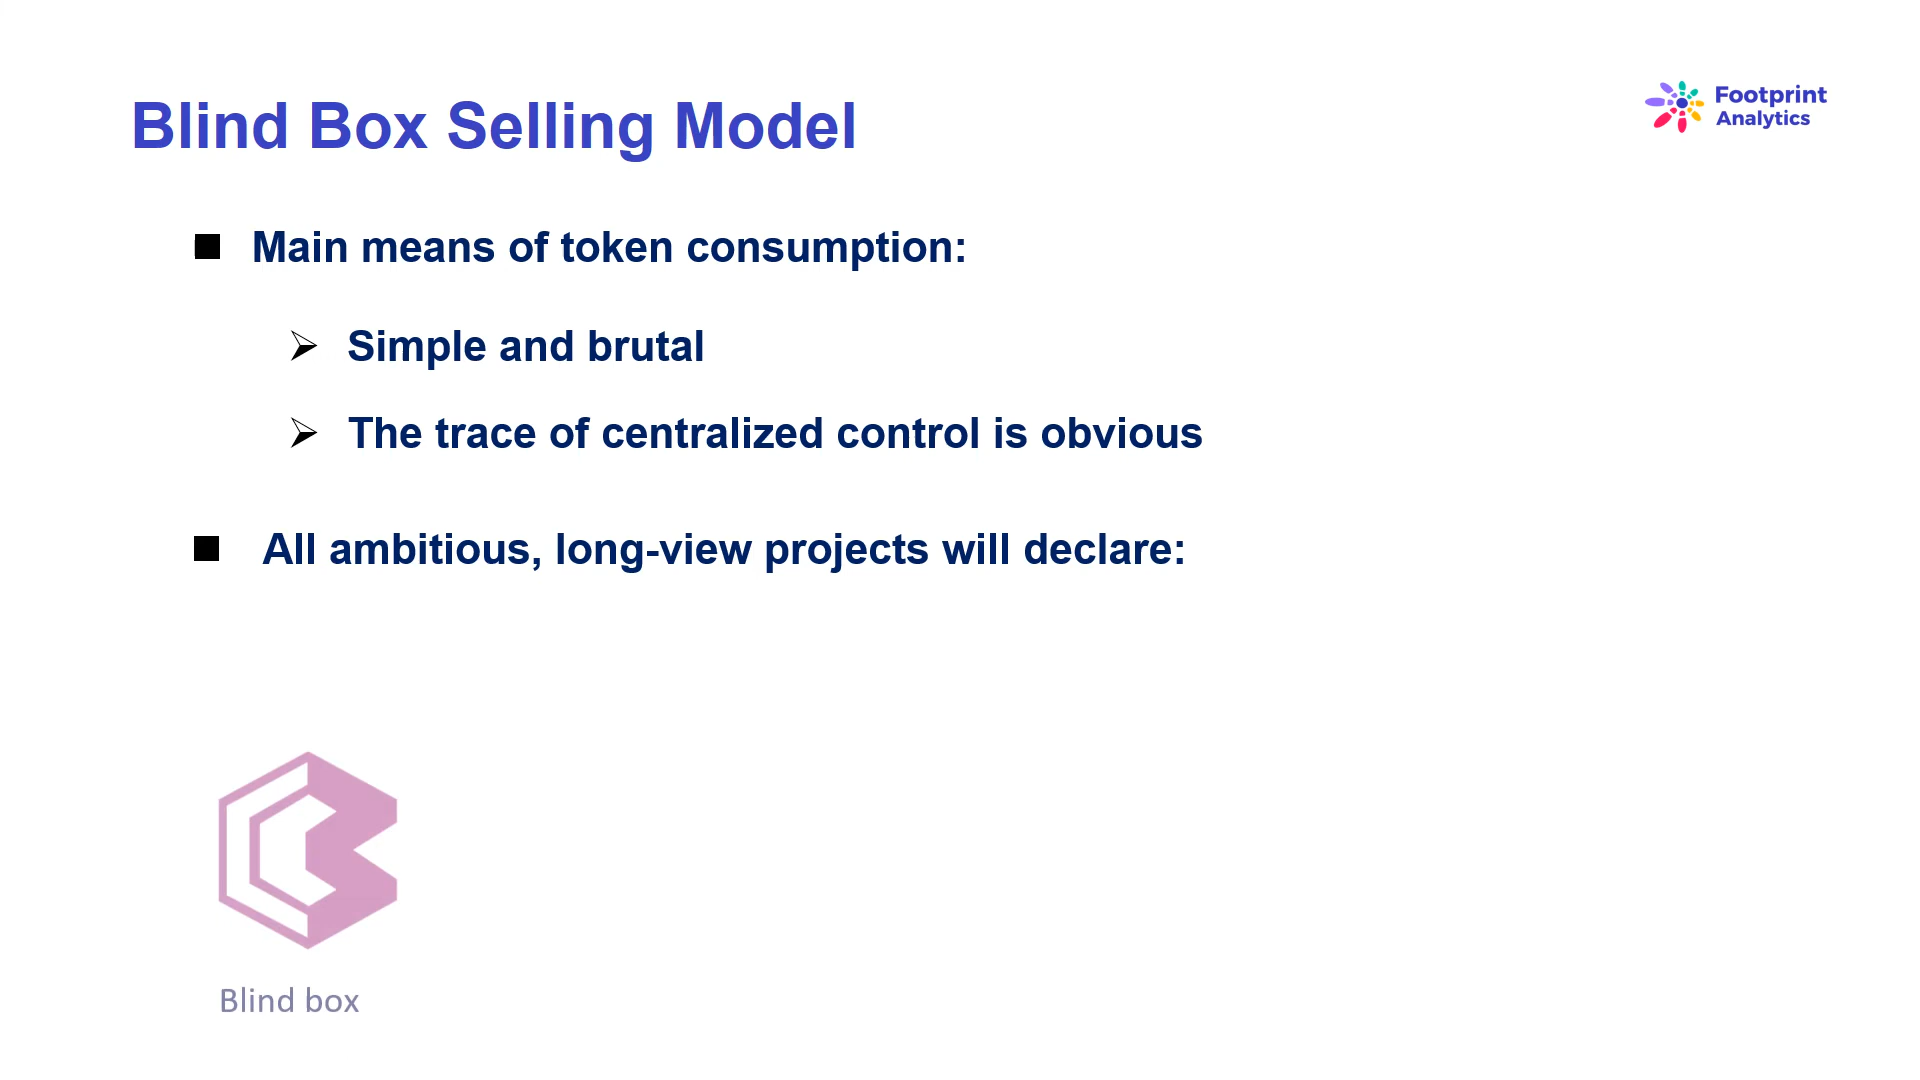 Blind Box Selling Model
Footprint
Analytics
Main means of token consumption:
Simple and brutal
The trace of centralized control is obvious
All ambitious, long-view projects will declare:
Blind box